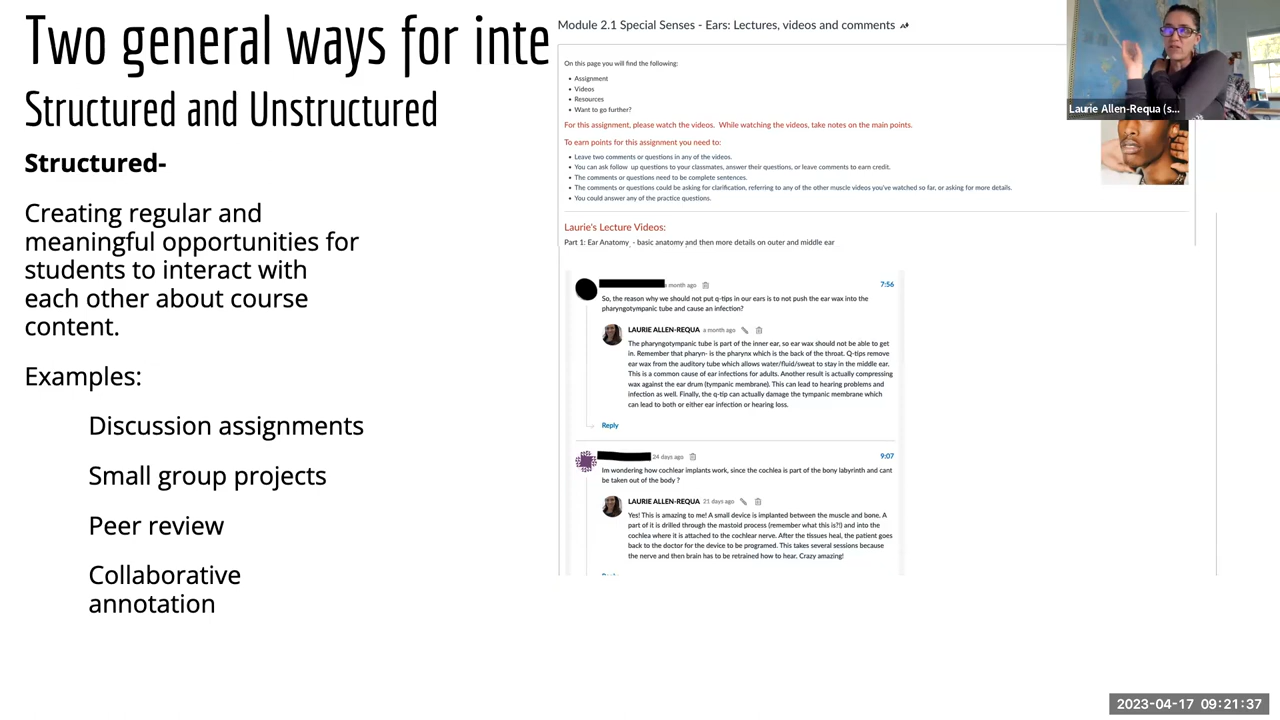 Two general ways for inte
Structured and Unstructured
Structured-
Creating regular and
meaningful opportunities for
students to interact with
each other about course
content.
Examples:
Discussion assignments
Small group projects
Peer review
Collaborative
annotation
Module 2.1 Special Senses - Ears: Lectures, videos and comments
On this page you will find the following:
• Assignment
• Videos
• Resources
• Want to go further?
For this assignment, please watch the videos. While watching the videos, take notes on the main points.
To earn points for this assignment you need to:
• Leave two comments or questions in any of the videos.
• You can ask follow up questions to your classmates, answer their questions, or leave comments to earn credit.
• The comments or questions need to be complete sentences.
• The comments or questions could be asking for clarification, referring to any of the other muscle videos you've watched so far, or asking for more details.
• You could answer any of the practice questions.
Laurie's Lecture Videos:
Part 1: Ear Anatomy - basic anatomy and then more details on outer and middle ear
month ago 7:56
So, the reason why we should not put q-tips in our ears is to not push the ear wax into the
pharyngotympanic tube and cause an infection?
LAURIE ALLEN-REQUA a month ago
The pharyngotympanic tube is part of the inner ear, so ear wax should not be able to get
in. Remember that pharyn- is the pharynx which is the back of the throat. Q-tips remove
ear wax from the auditory tube which allows water/fluid/sweat to stay in the middle ear.
This is a common cause of ear infections for adults. Another result is actually compressing
wax against the ear drum (tympanic membrane). This can lead to hearing problems and
infection as well. Finally, the q-tip can actually damage the tympanic membrane which
can lead to both or either ear infection or hearing loss.
Reply
24 days ago 9:07
Im wondering how cochlear implants work, since the cochlea is part of the bony labyrinth and cant
be taken out of the body ?
LAURIE ALLEN-REQUA 21 days ago
Yes! This is amazing to me! A small device is implanted between the muscle and bone. A
part of it is drilled through the mastoid process (remember what this is?!) and into the
cochlea where it is attached to the cochlear nerve. After the tissues heal, the patient goes
back to the doctor for the device to be programed. This takes several sessions because
the nerve and then brain has to be retrained how to hear. Crazy amazing!
Laurie Allen-Requa (s...
2023-04-17 09:21:37